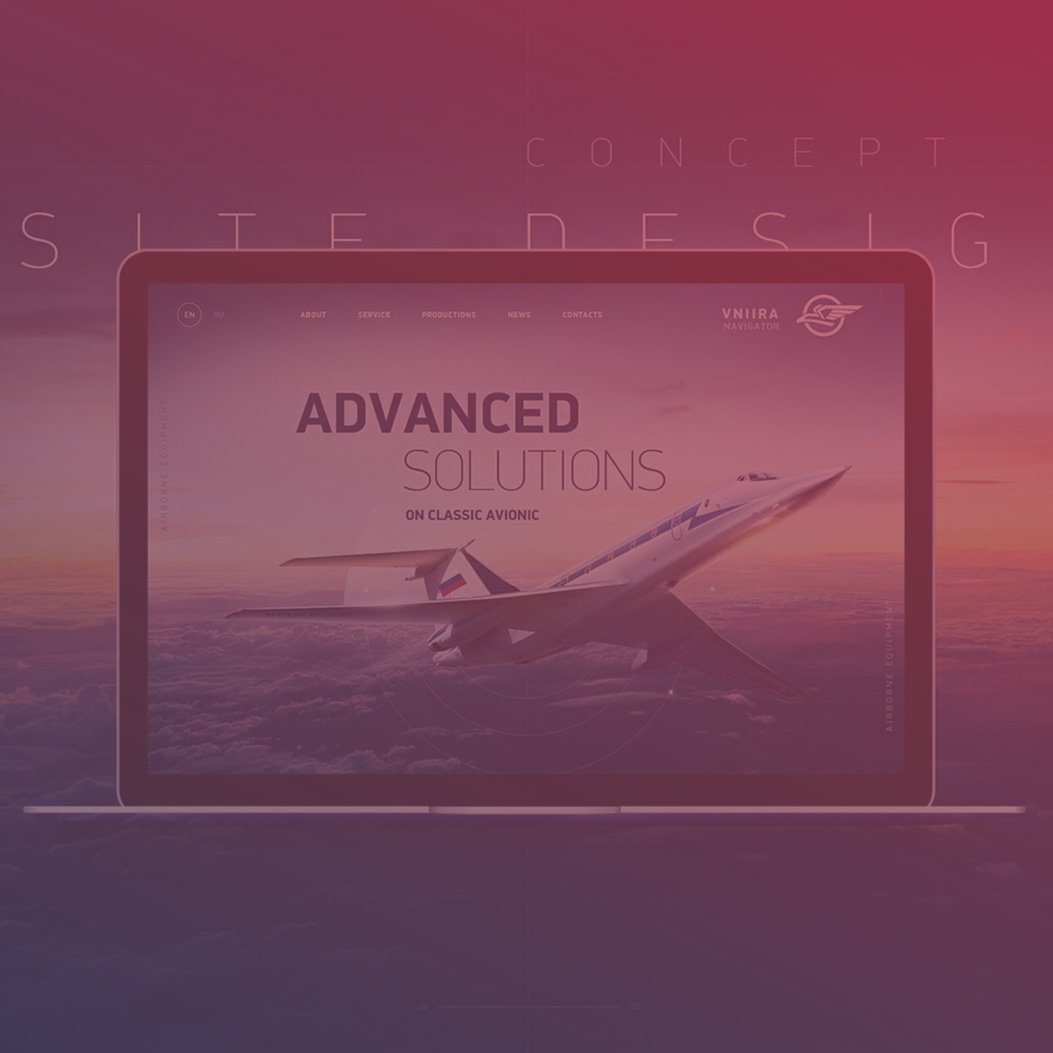 CONCEPT
SITE DESIG
EN RU ABOUT SERVICE PRODUCTIONS NEWS CONTACTS VNIIRA
NAVIGATOR
ADVANCED
SOLUTIONS
ON CLASSIC AVIONIC
AIRBORNE EQUIPMENT
AIRBORNE EQUIPMENT